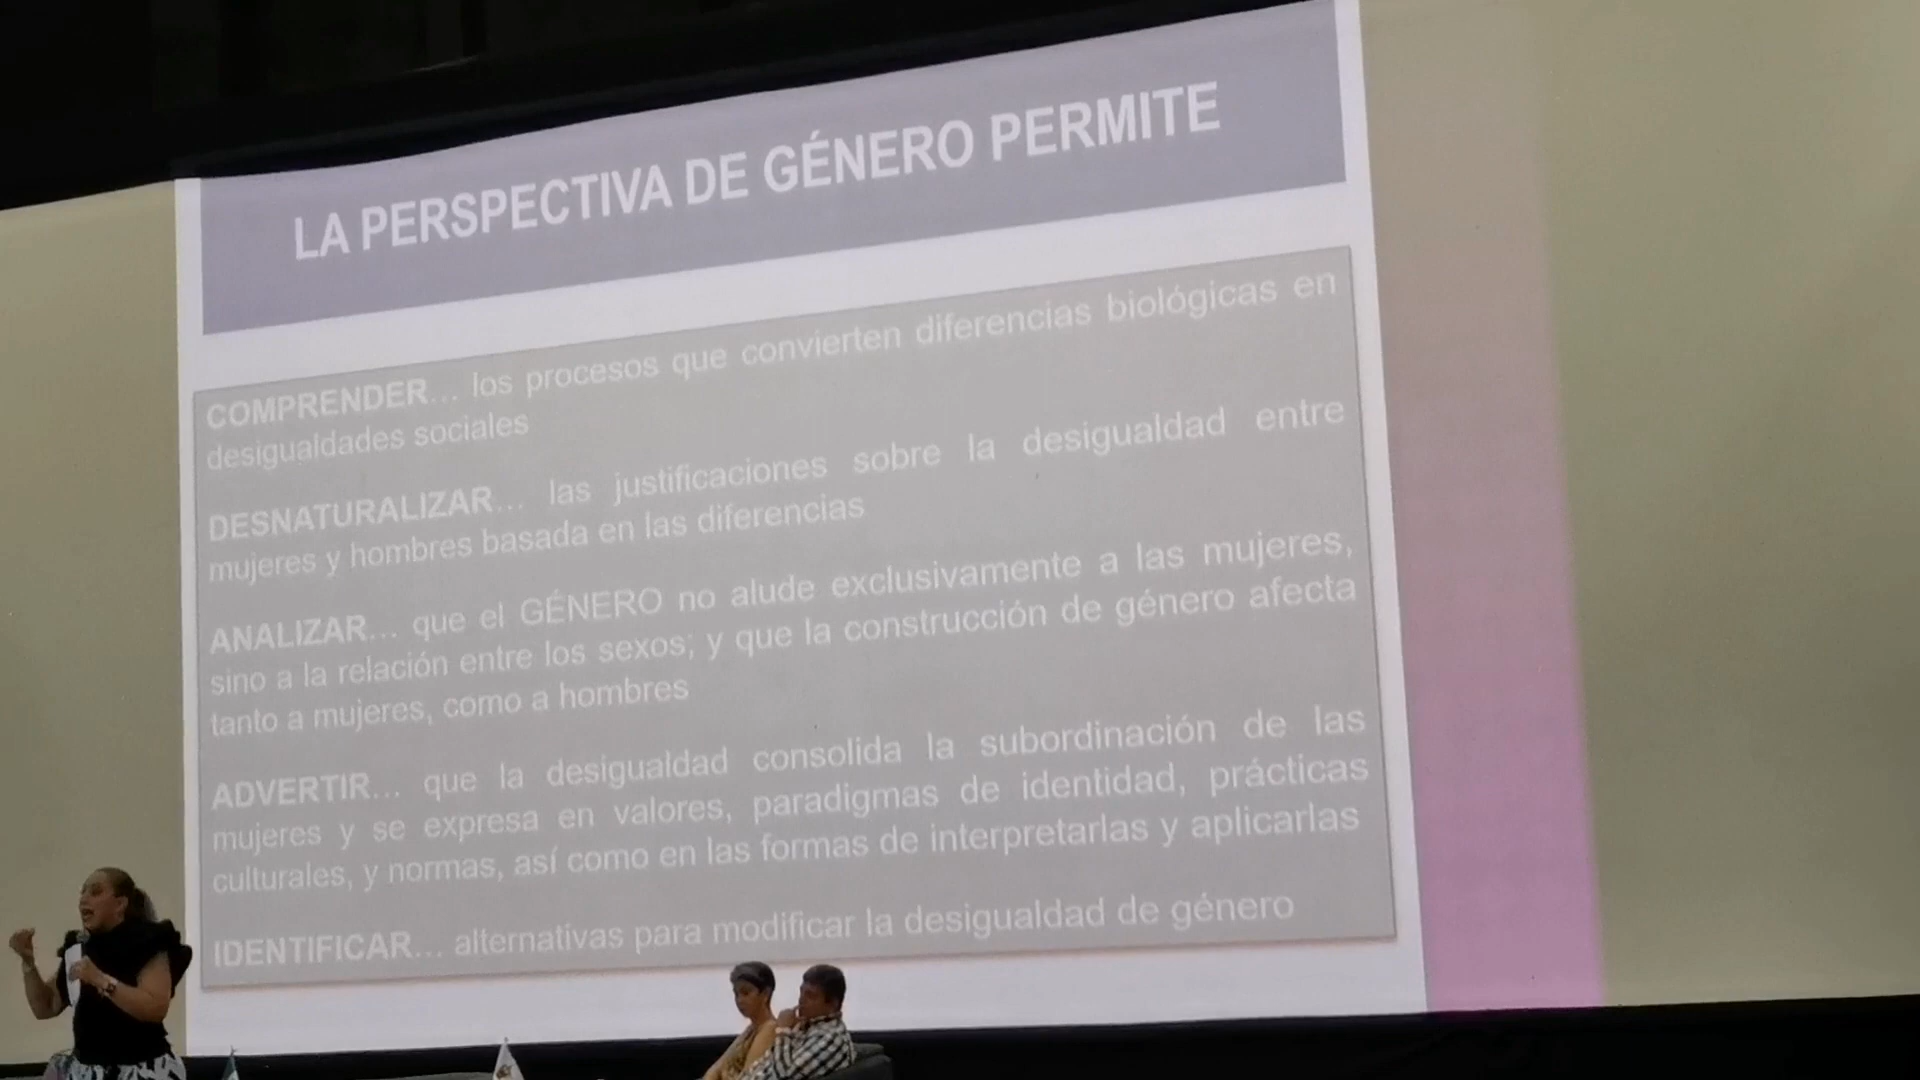 LA PERSPECTIVA DE GÉNERO PERMITE
COMPRENDER... los procesos que convierten diferencias biológicas en
desigualdades sociales
DESNATURALIZAR... las justificaciones sobre la desigualdad entre
mujeres y hombres basada en las diferencias
ANALIZAR... que el GÉNERO no alude exclusivamente a las mujeres,
sino a la relación entre los sexos; y que la construcción de género afecta
tanto a mujeres, como a hombres
ADVERTIR... que la desigualdad consolida la subordinación de las
mujeres y se expresa en valores, paradigmas de identidad, prácticas
culturales, y normas, así como en las formas de interpretarlas y aplicarlas
IDENTIFICAR... alternativas para modificar la desigualdad de género